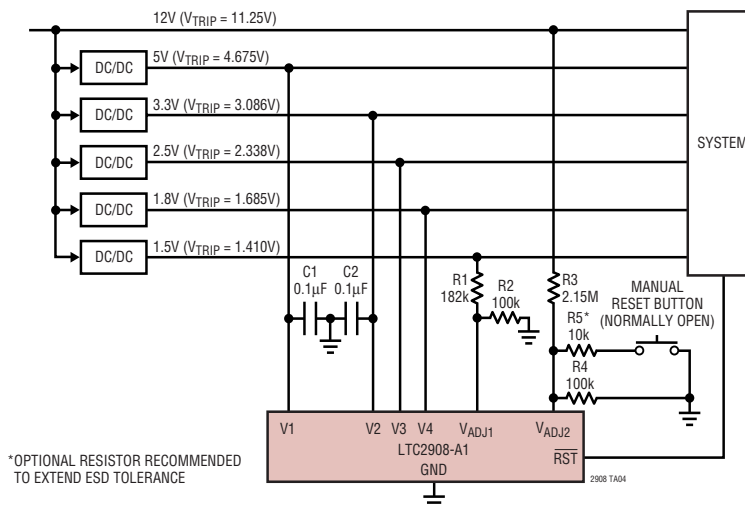 12V (VTRIP = 11.25V)
5V (VTRIP = 4.675V)
DC/DC
3.3V (VTRIP = 3.086V)
DC/DC
2.5V (VTRIP = 2.338V)
DC/DC
SYSTEM
1.8V (VTRIP = 1.685V)
DC/DC
1.5V (VTRIP = 1.410V)
DC/DC
C1
0.1μF
C2
0.1μF
R1
182k
R2
100k
R3
2.15M
MANUAL
RESET BUTTON
(NORMALLY OPEN)
R5*
10k
R4
100k
V1 V2 V3 V4 VADJ1 VADJ2
LTC2908-A1
RST
GND
*OPTIONAL RESISTOR RECOMMENDED
TO EXTEND ESD TOLERANCE
2908 TA04